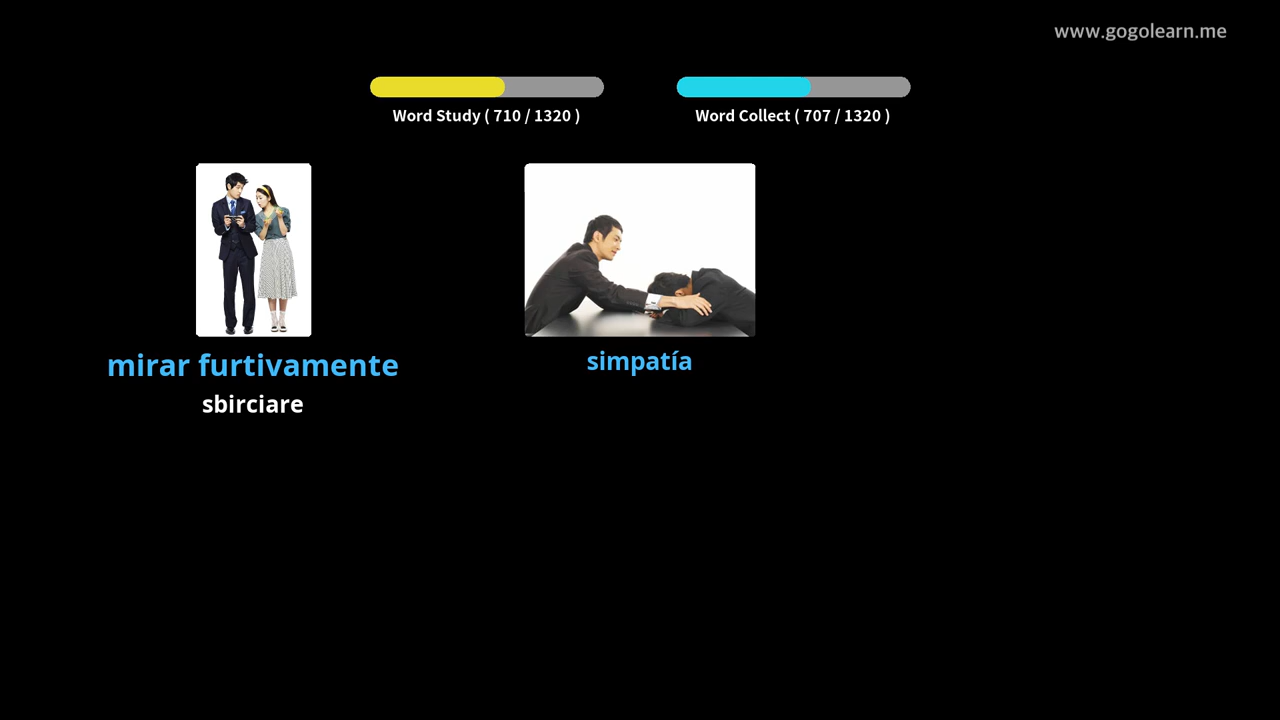 www.gogolearn.me
Word Study ( 710 / 1320 )
Word Collect ( 707 / 1320 )
mirar furtivamente
sbirciare
simpatía